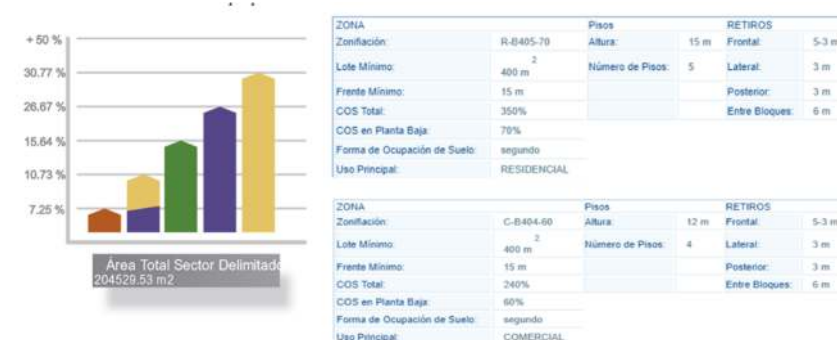 + 50 %
30.77 %
26.67 %
15.64 %
10.73 %
7.25 %
Área Total Sector Delimitado
204529.53 m2
ZONA Pisos RETIROS
Zonifiación: R-B405-70 Altura: 15 m Frontal: 5-3 m
Lote Mínimo: 400 m2 Número de Pisos: 5 Lateral: 3 m
Frente Mínimo: 15 m Posterior: 3 m
COS Total: 350% Entre Bloques: 6 m
COS en Planta Baja: 70%
Forma de Ocupación de Suelo: segundo
Uso Principal: RESIDENCIAL
ZONA Pisos RETIROS
Zonifiación: C-B404-60 Altura: 12 m Frontal: 5-3 m
Lote Mínimo: 400 m2 Número de Pisos: 4 Lateral: 3 m
Frente Mínimo: 15 m Posterior: 3 m
COS Total: 240% Entre Bloques: 6 m
COS en Planta Baja: 60%
Forma de Ocupación de Suelo: segundo
Uso Principal: COMERCIAL